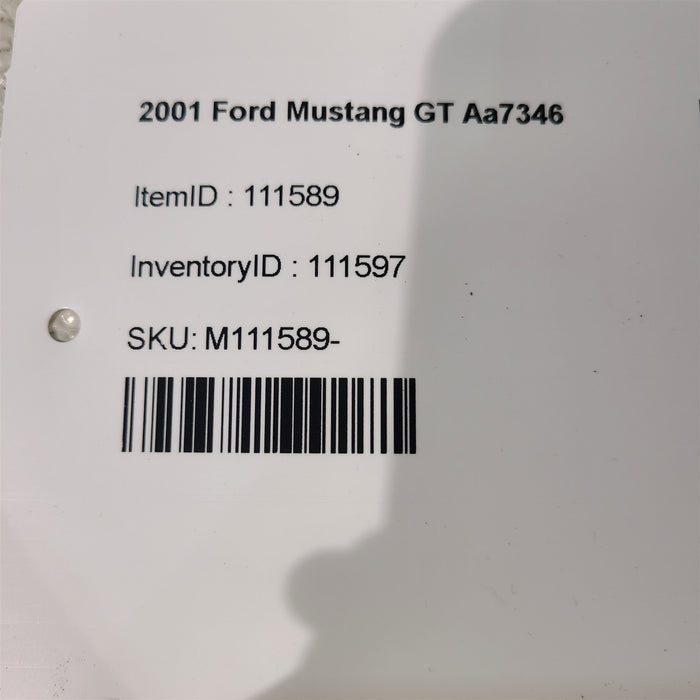 2001 Ford Mustang GT Aa7346
ItemID : 111589
InventoryID : 111597
SKU: M111589-